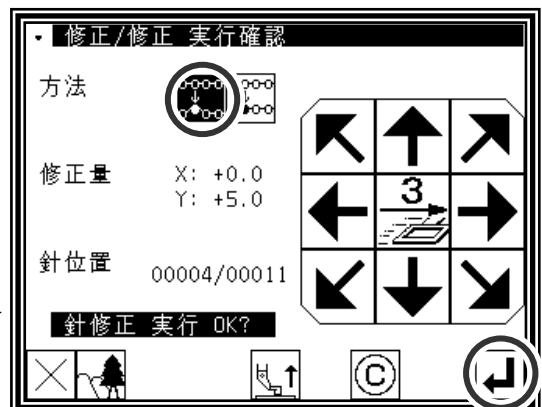 修正/修正 実行確認
方法
修正量 X: +0.0
Y: +5.0
3
針位置 00004/00011
針修正 実行 OK?
C